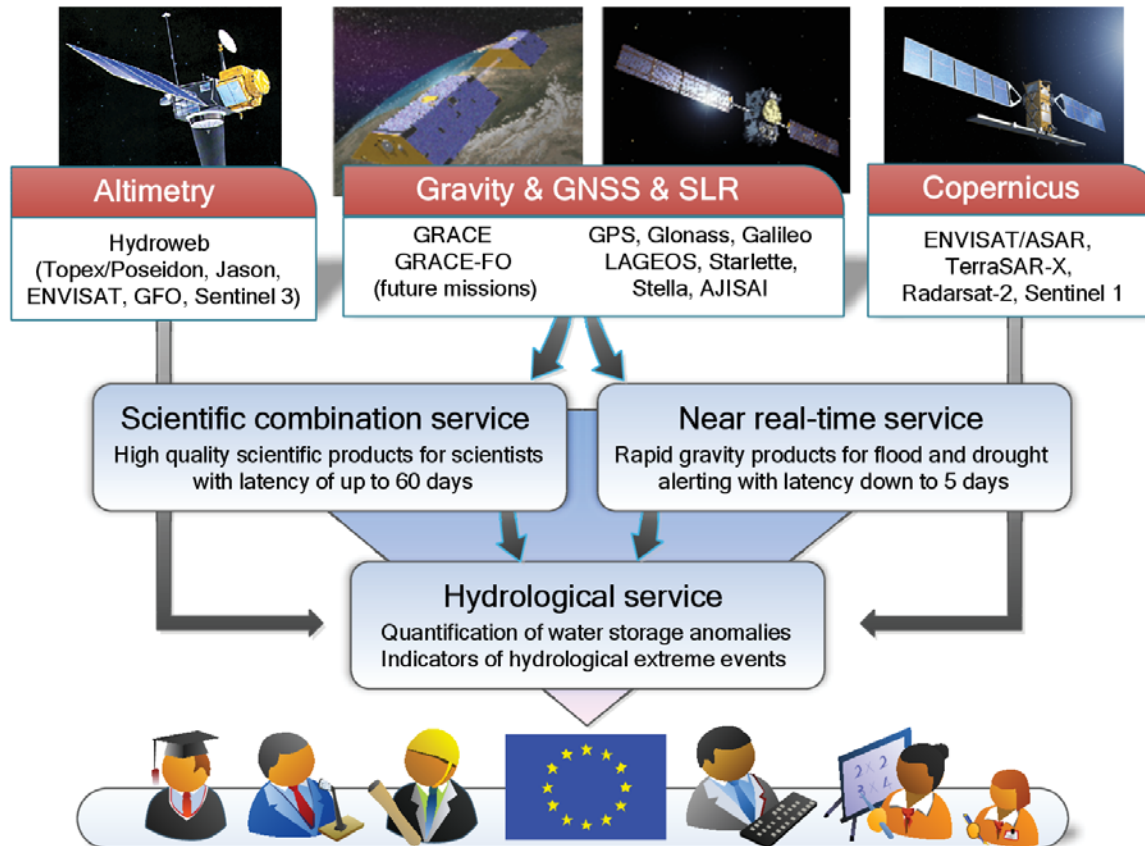 Altimetry
Hydroweb
(Topex/Poseidon, Jason,
ENVISAT, GFO, Sentinel 3)
Gravity & GNSS & SLR
GRACE
GRACE-FO
(future missions)
GPS, Glonass, Galileo
LAGEOS, Starlette,
Stella, AJISAI
Copernicus
ENVISAT/ASAR,
TerraSAR-X,
Radarsat-2, Sentinel 1
Scientific combination service
High quality scientific products for scientists
with latency of up to 60 days
Near real-time service
Rapid gravity products for flood and drought
alerting with latency down to 5 days
Hydrological service
Quantification of water storage anomalies
Indicators of hydrological extreme events
2 x 2
3 x 4